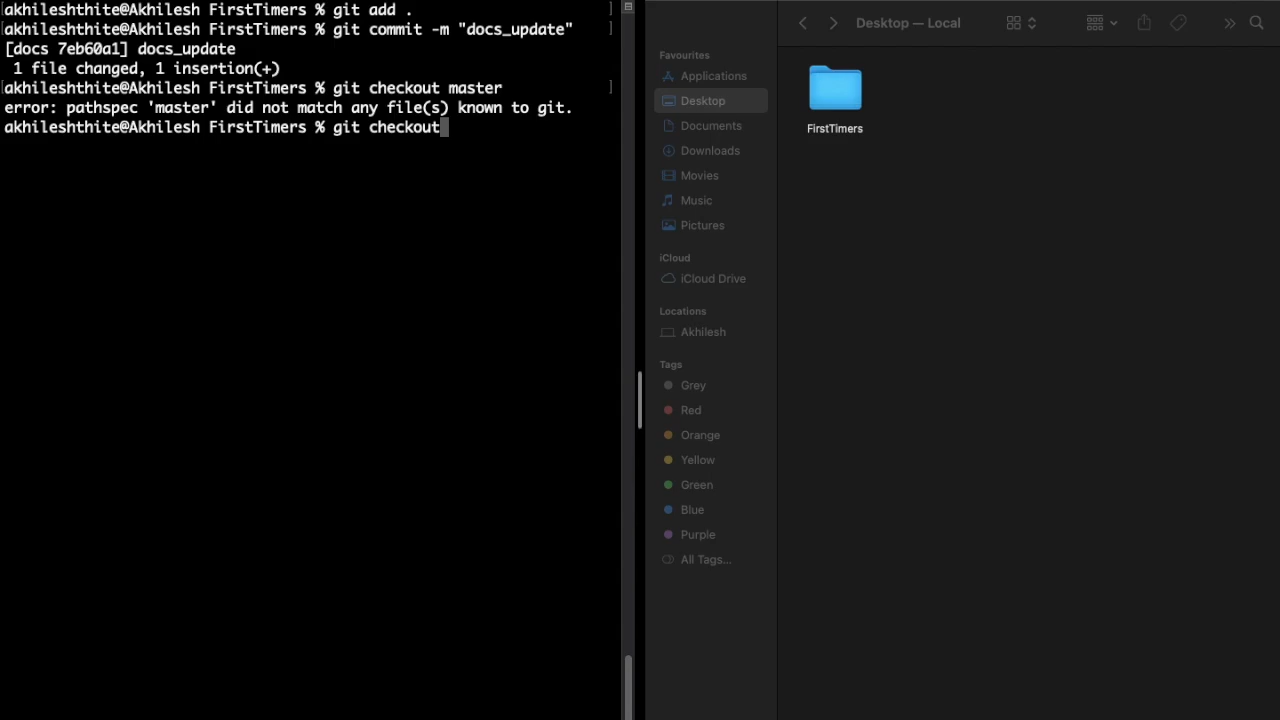 akhileshthite@Akhilesh FirstTimers % git add .
akhileshthite@Akhilesh FirstTimers % git commit -m "docs_update"
[docs 7eb60a1] docs_update
1 file changed, 1 insertion(+)
akhileshthite@Akhilesh FirstTimers % git checkout master
error: pathspec 'master' did not match any file(s) known to git.
akhileshthite@Akhilesh FirstTimers % git checkout
Desktop — Local
Favourites
Applications
Desktop
Documents
Downloads
Movies
Music
Pictures
iCloud
iCloud Drive
Locations
Akhilesh
Tags
Grey
Red
Orange
Yellow
Green
Blue
Purple
All Tags...
FirstTimers